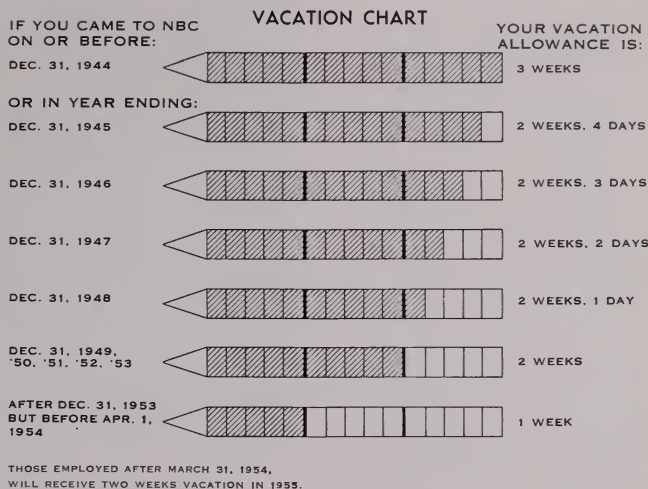 VACATION CHART
IF YOU CAME TO NBC
ON OR BEFORE:
YOUR VACATION
ALLOWANCE IS:
DEC. 31, 1944
3 WEEKS
OR IN YEAR ENDING:
DEC. 31, 1945
2 WEEKS, 4 DAYS
DEC. 31, 1946
2 WEEKS, 3 DAYS
DEC. 31, 1947
2 WEEKS, 2 DAYS
DEC. 31, 1948
2 WEEKS, 1 DAY
DEC. 31, 1949,
'50, '51, '52, '53
2 WEEKS
AFTER DEC. 31, 1953
BUT BEFORE APR. 1,
1954
1 WEEK
THOSE EMPLOYED AFTER MARCH 31, 1954,
WILL RECEIVE TWO WEEKS VACATION IN 1955.